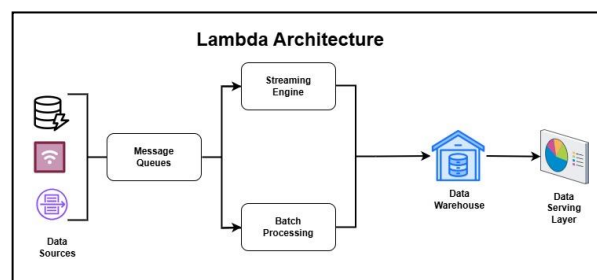 Lambda Architecture
Streaming
Engine
Message
Queues
Batch
Processing
Data
Sources
Data
Warehouse
Data
Serving
Layer